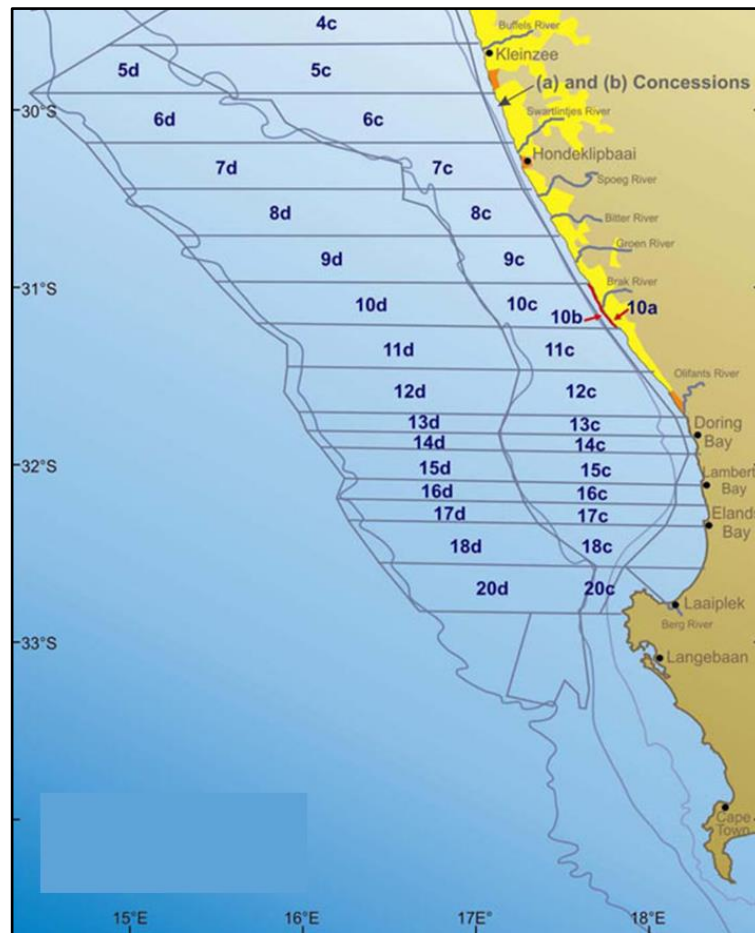 4c
Buffels River
Kleinzee
5d 5c
(a) and (b) Concessions
30°S
Swartlintjes River
6d 6c
Hondeklipbaai
7d 7c
Spoeg River
8d 8c
Bitter River
Groen River
9d 9c
31°S
Brak River
10d 10c 10a
10b
11d 11c
Olifants River
12d 12c
13d 13c
Doring
Bay
14d 14c
32°S
15d 15c
Lambert
Bay
16d 16c
17d 17c
Elands
Bay
18d 18c
20d 20c
Laaiplek
Berg River
33°S
Langebaan
Cape
Town
15°E 16°E 17°E 18°E